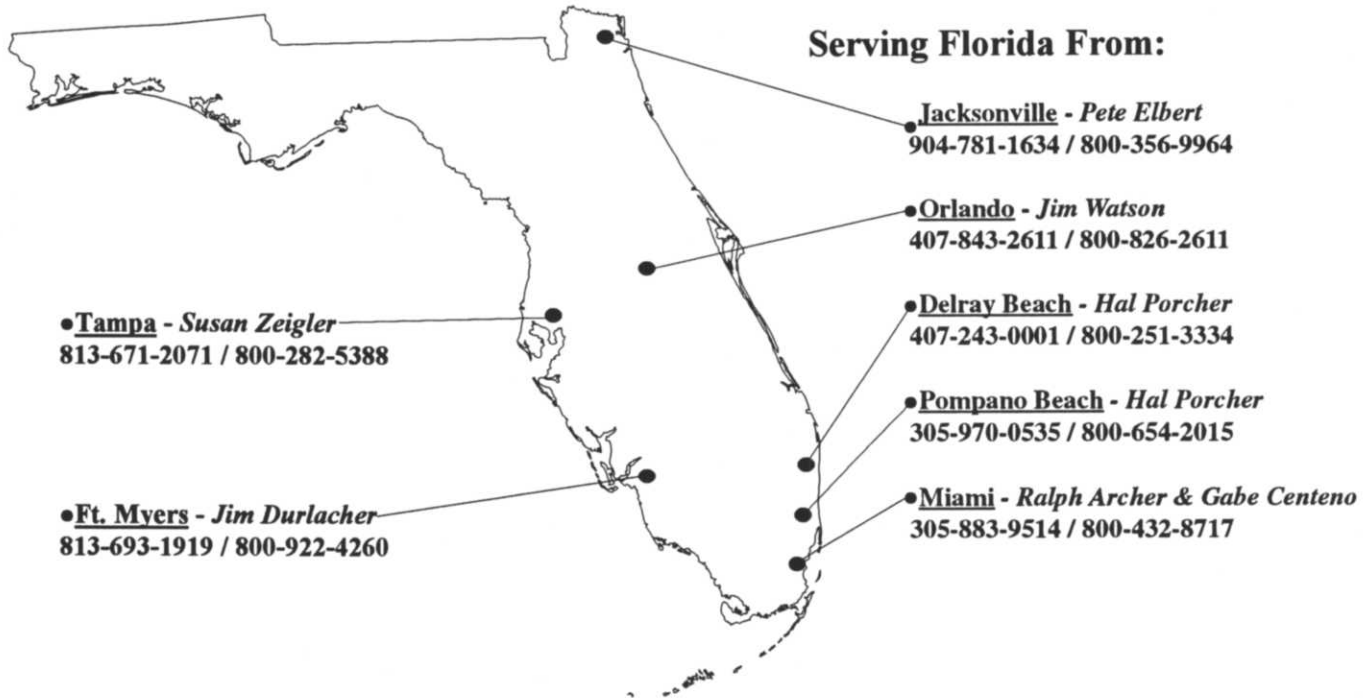 Serving Florida From:
•Jacksonville - Pete Elbert
904-781-1634 / 800-356-9964
•Orlando - Jim Watson
407-843-2611 / 800-826-2611
•Delray Beach - Hal Porcher
407-243-0001 / 800-251-3334
•Pompano Beach - Hal Porcher
305-970-0535 / 800-654-2015
•Miami - Ralph Archer & Gabe Centeno
305-883-9514 / 800-432-8717
•Tampa - Susan Zeigler
813-671-2071 / 800-282-5388
•Ft. Myers - Jim Durlacher
813-693-1919 / 800-922-4260